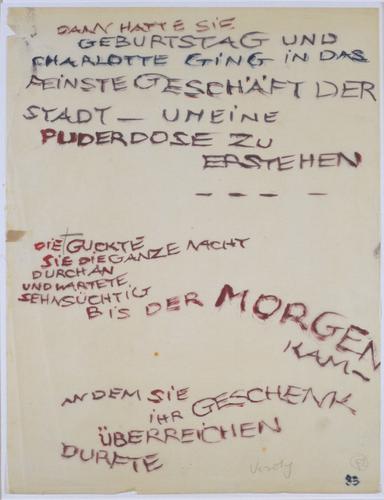 DANN HATTE SIE
GEBURTSTAG UND
CHARLOTTE GING IN DAS
FEINSTE GESCHÄFT DER
STADT — UM EINE
PUDERDOSE ZU
ERSTEHEN
— — — —
DIE GUCKTE
SIE DIE GANZE NACHT
DURCH AN
UND WARTETE
SEHNSÜCHTIG
BIS DER MORGEN
KAM—
AN DEM SIE
IHR GESCHENK
ÜBERREICHEN
DURFTE